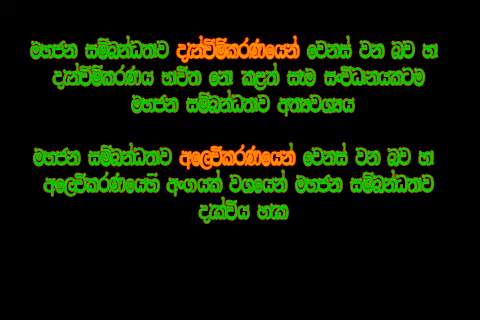 මහජන සම්බන්ධතාව දැන්වීම්කරණයෙන් වෙනස් වන බව හා
දැන්වීම්කරණය භාවිත නො කළත් සෑම සංවිධානයකටම
මහජන සම්බන්ධතාව අත්‍යවශ්‍යය
මහජන සම්බන්ධතාව අලෙවිකරණයෙන් වෙනස් වන බව හා
අලෙවිකරණයෙහි අංගයක් වශයෙන් මහජන සම්බන්ධතාව
දැක්විය හැක